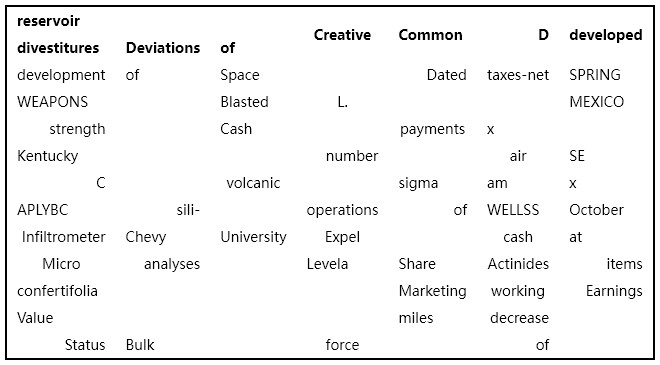 reservoir
divestitures Deviations of Creative Common D developed
development of Space Dated taxes-net SPRING
WEAPONS Blasted L. MEXICO
strength Cash payments x
Kentucky number air SE
C volcanic sigma am x
APLYBC sili- operations of WELLSS October
Infiltrometer Chevy University Expel cash at
Micro analyses Levela Share Actinides items
confertifolia Marketing working Earnings
Value miles decrease
Status Bulk force of